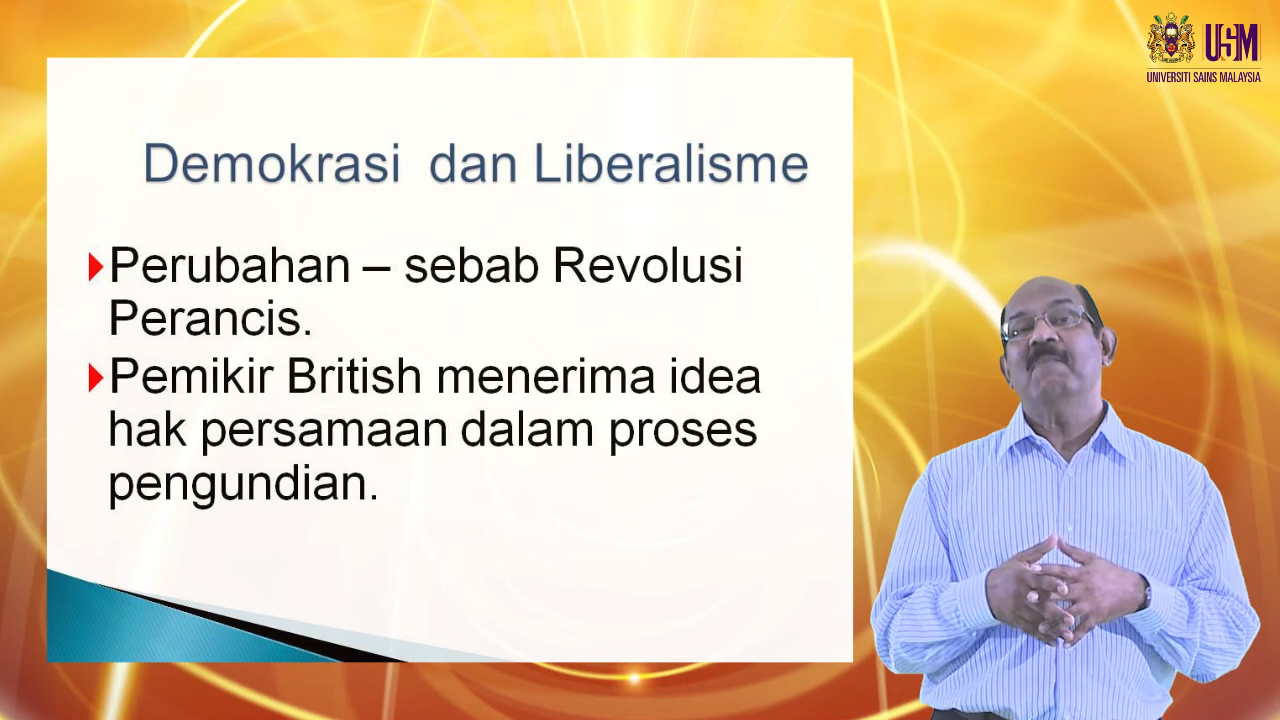 USM
UNIVERSITI SAINS MALAYSIA
Demokrasi dan Liberalisme
Perubahan – sebab Revolusi
Perancis.
Pemikir British menerima idea
hak persamaan dalam proses
pengundian.